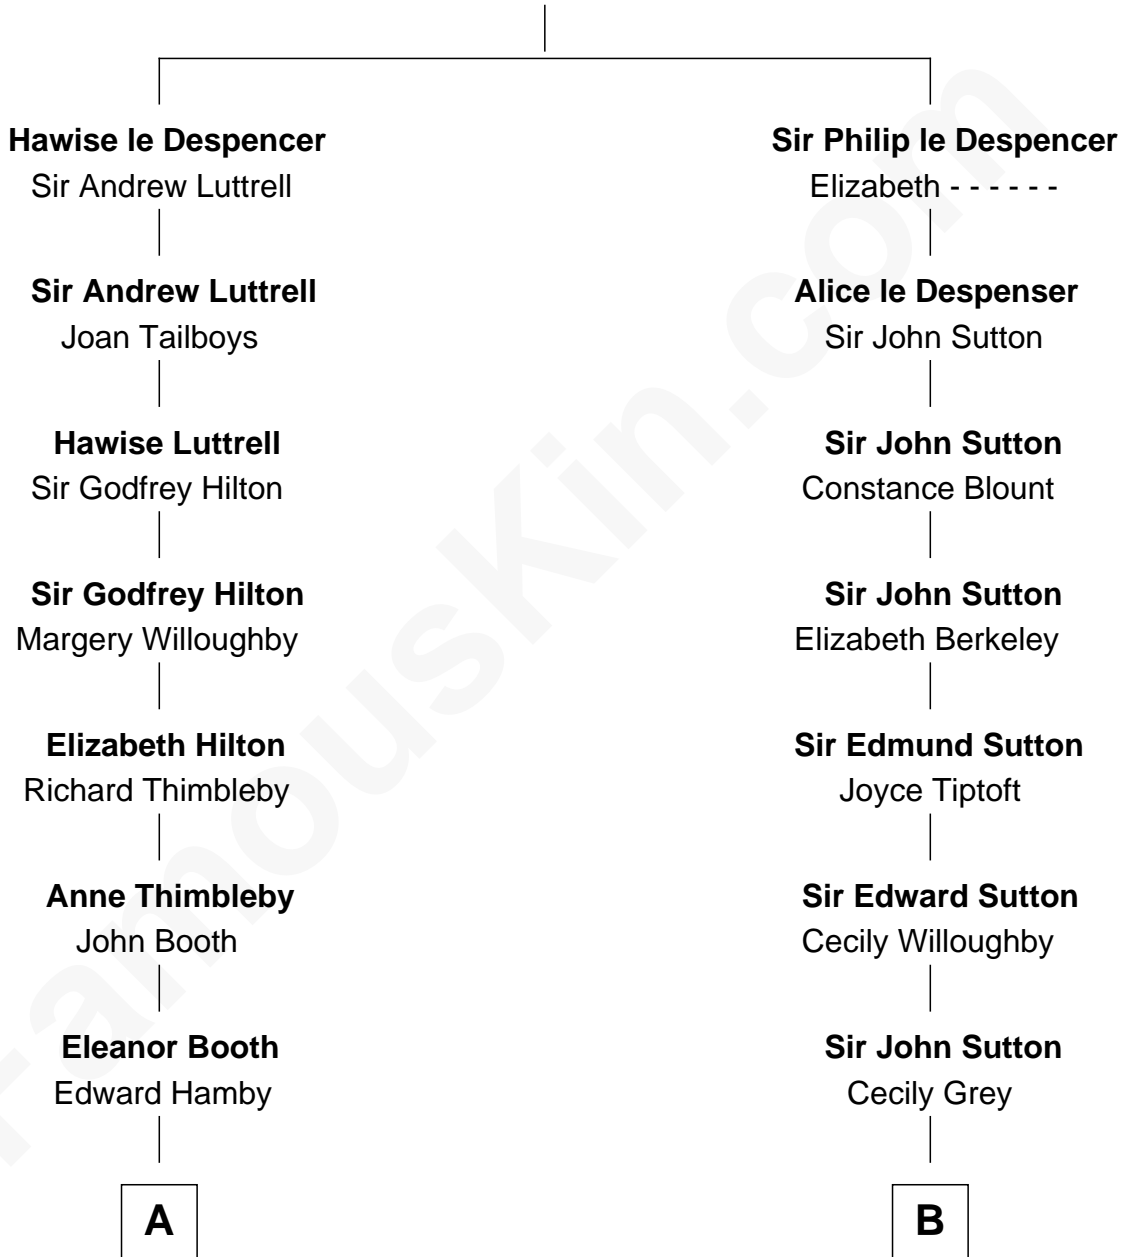 Hawise le Despencer
Sir Andrew Luttrell
Sir Andrew Luttrell
Joan Tailboys
Hawise Luttrell
Sir Godfrey Hilton
Sir Godfrey Hilton
Margery Willoughby
Elizabeth Hilton
Richard Thimbleby
Anne Thimbleby
John Booth
Eleanor Booth
Edward Hamby
A
Sir Philip le Despencer
Elizabeth - - - - - -
Alice le Despenser
Sir John Sutton
Sir John Sutton
Constance Blount
Sir John Sutton
Elizabeth Berkeley
Sir Edmund Sutton
Joyce Tiptoft
Sir Edward Sutton
Cecily Willoughby
Sir John Sutton
Cecily Grey
B
FamousKin.com